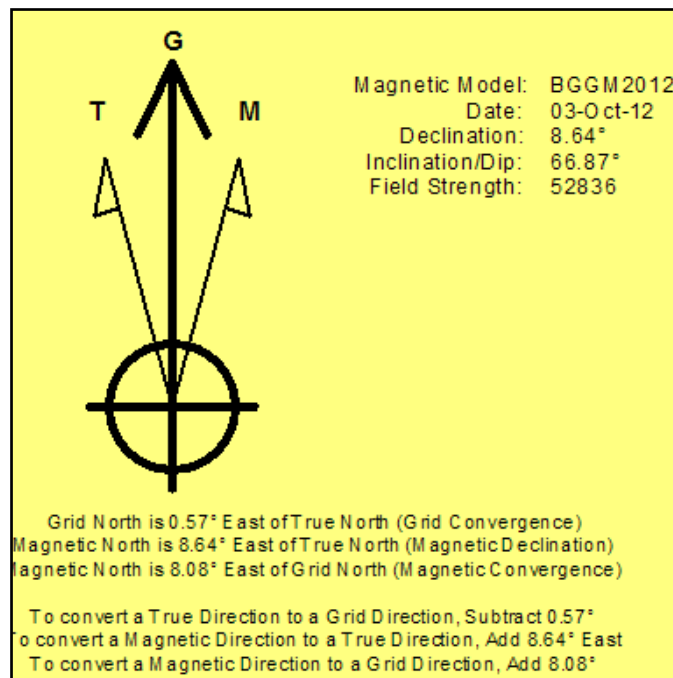 G
T
M
Magnetic Model: BGGM2012
Date: 03-Oct-12
Declination: 8.64°
Inclination/Dip: 66.87°
Field Strength: 52836
Grid North is 0.57° East of True North (Grid Convergence)
Magnetic North is 8.64° East of True North (Magnetic Declination)
Magnetic North is 8.08° East of Grid North (Magnetic Convergence)
To convert a True Direction to a Grid Direction, Subtract 0.57°
To convert a Magnetic Direction to a True Direction, Add 8.64° East
To convert a Magnetic Direction to a Grid Direction, Add 8.08°